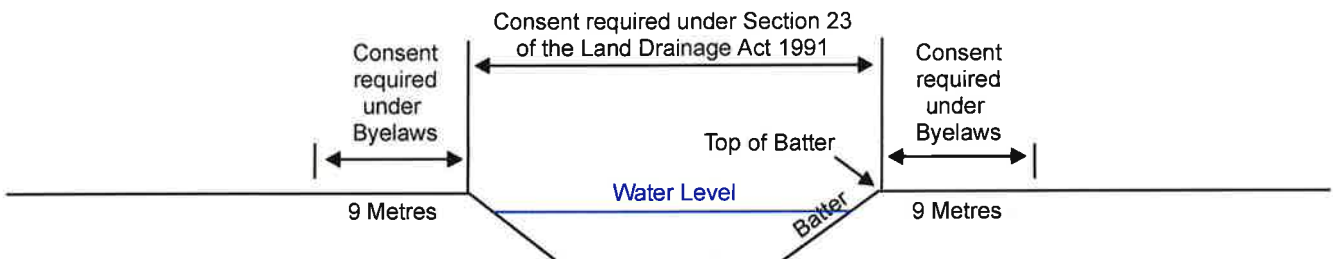 Consent required under Section 23
of the Land Drainage Act 1991
Consent
required
under
Byelaws
Consent
required
under
Byelaws
Top of Batter
Water Level
9 Metres
Batter
9 Metres